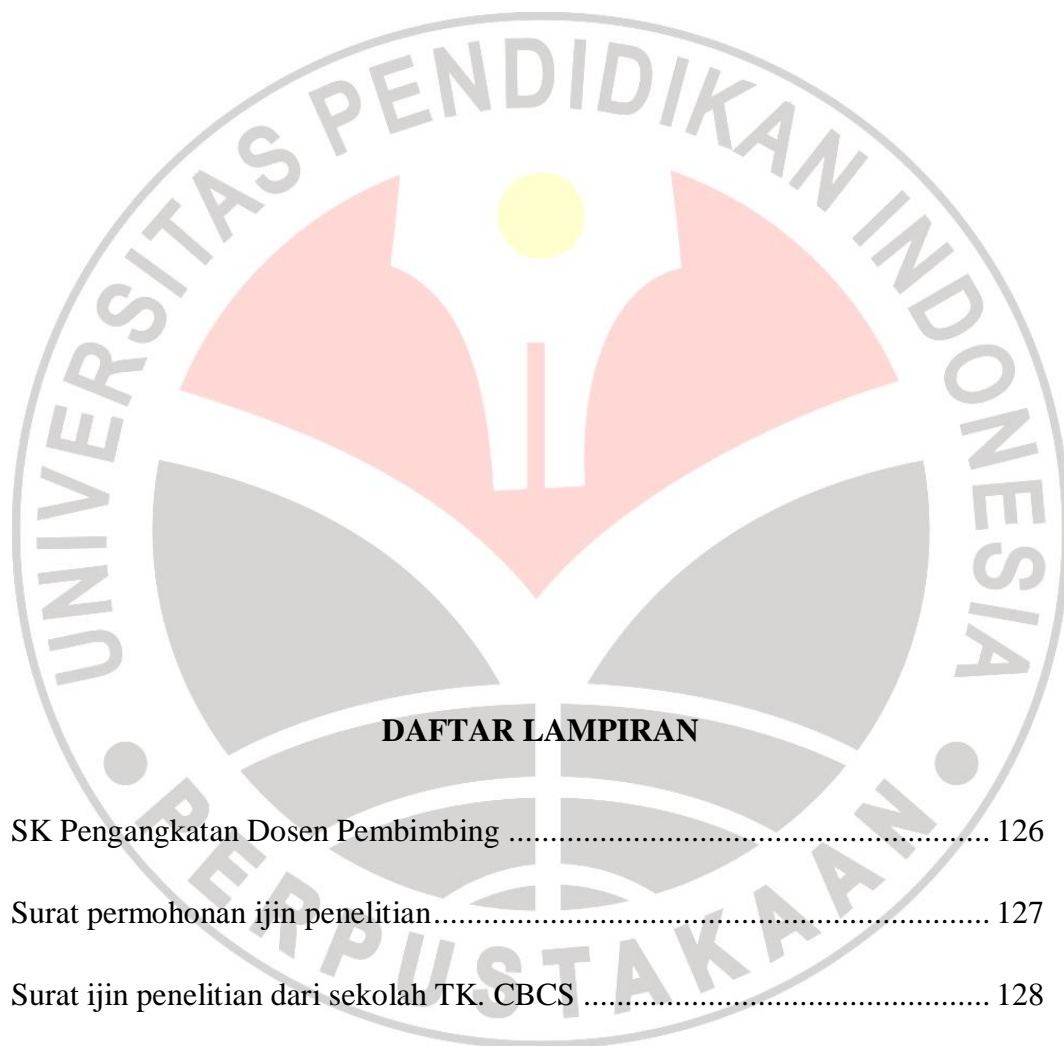 UNIVERSITAS PENDIDIKAN INDONESIA
DAFTAR LAMPIRAN
SK Pengangkatan Dosen Pembimbing ..................................................... 126
Surat permohonan ijin penelitian............................................................. 127
Surat ijin penelitian dari sekolah TK. CBCS ............................................. 128
PERPUSTAKAAN